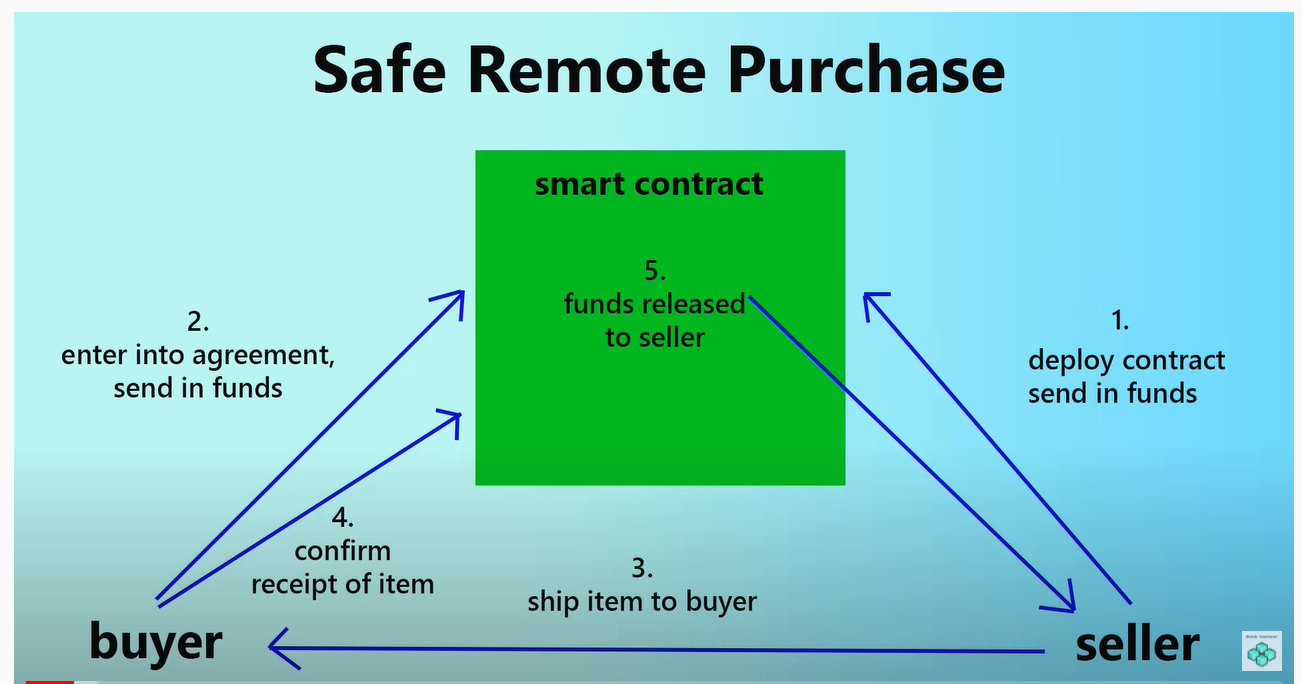 Safe Remote Purchase
smart contract
5.
funds released
to seller
2.
enter into agreement,
send in funds
1.
deploy contract
send in funds
4.
confirm
receipt of item
3.
ship item to buyer
buyer
seller